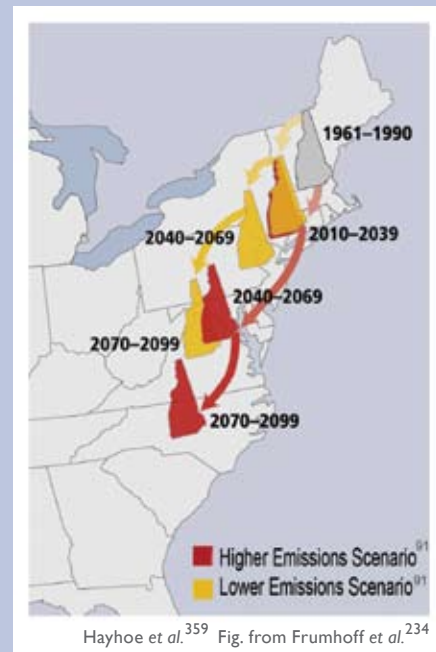 1961–1990
2040–2069
2010–2039
2040–2069
2070–2099
2070–2099
Higher Emissions Scenario91
Lower Emissions Scenario91
Hayhoe et al.359 Fig. from Frumhoff et al.234